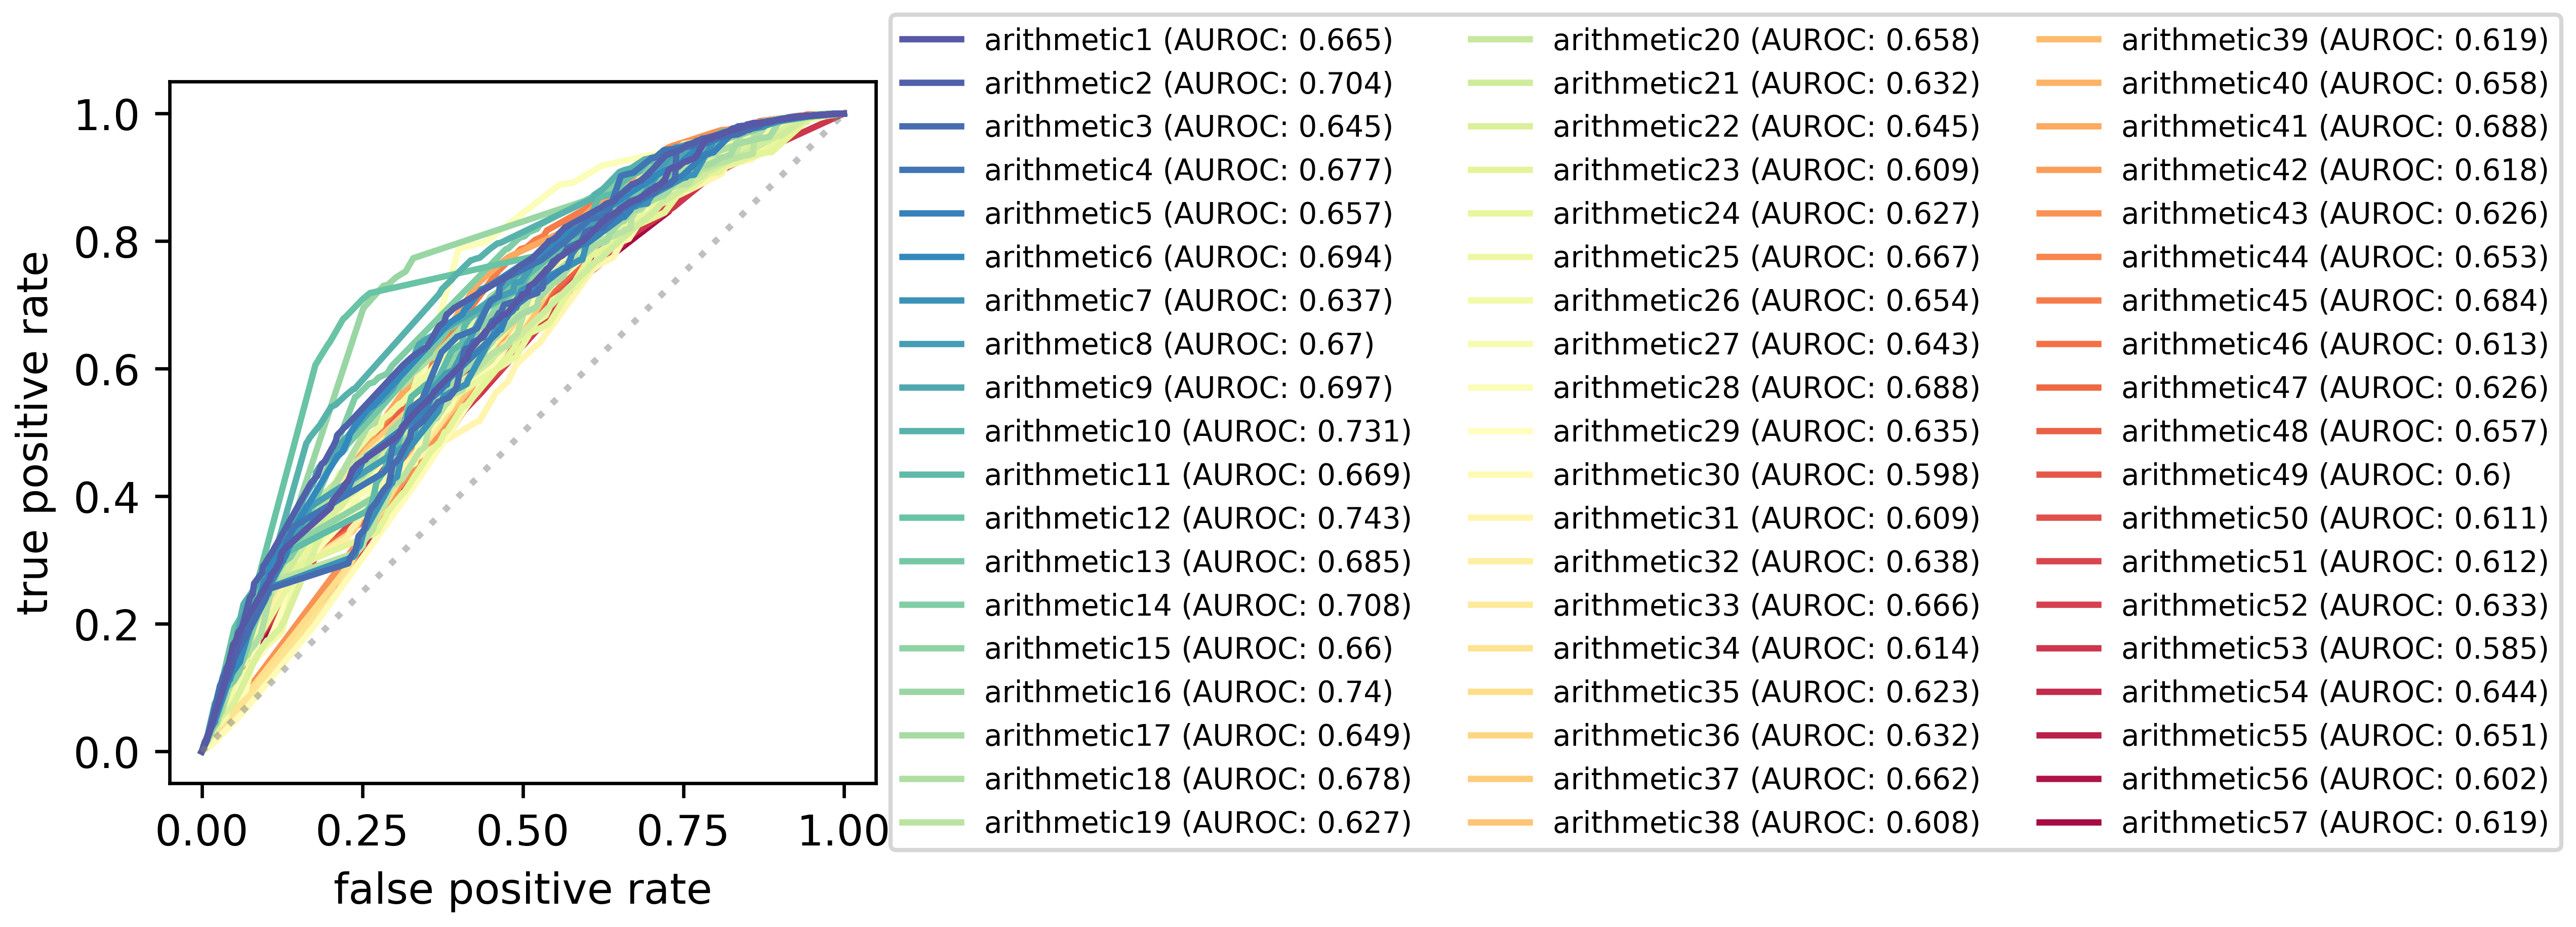 true positive rate
1.0
0.8
0.6
0.4
0.2
0.0
0.00 0.25 0.50 0.75 1.00
false positive rate
arithmetic1 (AUROC: 0.665)
arithmetic2 (AUROC: 0.704)
arithmetic3 (AUROC: 0.645)
arithmetic4 (AUROC: 0.677)
arithmetic5 (AUROC: 0.657)
arithmetic6 (AUROC: 0.694)
arithmetic7 (AUROC: 0.637)
arithmetic8 (AUROC: 0.67)
arithmetic9 (AUROC: 0.697)
arithmetic10 (AUROC: 0.731)
arithmetic11 (AUROC: 0.669)
arithmetic12 (AUROC: 0.743)
arithmetic13 (AUROC: 0.685)
arithmetic14 (AUROC: 0.708)
arithmetic15 (AUROC: 0.66)
arithmetic16 (AUROC: 0.74)
arithmetic17 (AUROC: 0.649)
arithmetic18 (AUROC: 0.678)
arithmetic19 (AUROC: 0.627)
arithmetic20 (AUROC: 0.658)
arithmetic21 (AUROC: 0.632)
arithmetic22 (AUROC: 0.645)
arithmetic23 (AUROC: 0.609)
arithmetic24 (AUROC: 0.627)
arithmetic25 (AUROC: 0.667)
arithmetic26 (AUROC: 0.654)
arithmetic27 (AUROC: 0.643)
arithmetic28 (AUROC: 0.688)
arithmetic29 (AUROC: 0.635)
arithmetic30 (AUROC: 0.598)
arithmetic31 (AUROC: 0.609)
arithmetic32 (AUROC: 0.638)
arithmetic33 (AUROC: 0.666)
arithmetic34 (AUROC: 0.614)
arithmetic35 (AUROC: 0.623)
arithmetic36 (AUROC: 0.632)
arithmetic37 (AUROC: 0.662)
arithmetic38 (AUROC: 0.608)
arithmetic39 (AUROC: 0.619)
arithmetic40 (AUROC: 0.658)
arithmetic41 (AUROC: 0.688)
arithmetic42 (AUROC: 0.618)
arithmetic43 (AUROC: 0.626)
arithmetic44 (AUROC: 0.653)
arithmetic45 (AUROC: 0.684)
arithmetic46 (AUROC: 0.613)
arithmetic47 (AUROC: 0.626)
arithmetic48 (AUROC: 0.657)
arithmetic49 (AUROC: 0.6)
arithmetic50 (AUROC: 0.611)
arithmetic51 (AUROC: 0.612)
arithmetic52 (AUROC: 0.633)
arithmetic53 (AUROC: 0.585)
arithmetic54 (AUROC: 0.644)
arithmetic55 (AUROC: 0.651)
arithmetic56 (AUROC: 0.602)
arithmetic57 (AUROC: 0.619)